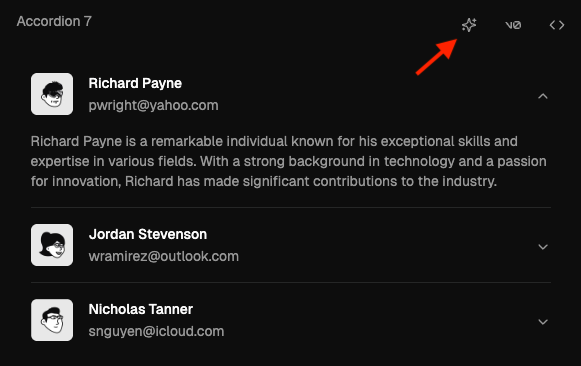 Accordion 7
v0
Richard Payne
pwright@yahoo.com
Richard Payne is a remarkable individual known for his exceptional skills and
expertise in various fields. With a strong background in technology and a passion
for innovation, Richard has made significant contributions to the industry.
Jordan Stevenson
wramirez@outlook.com
Nicholas Tanner
snguyen@icloud.com